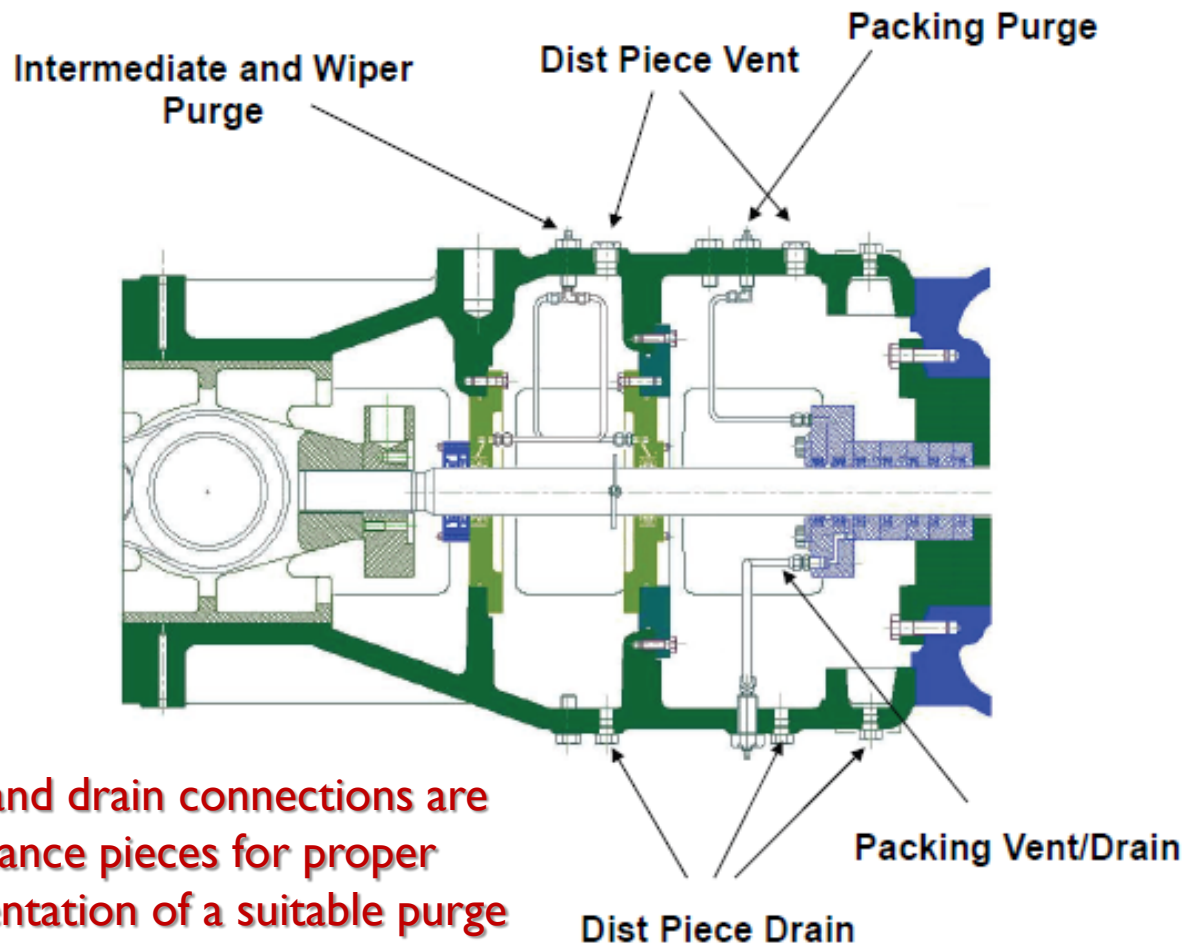 Packing Purge
Intermediate and Wiper
Purge
Dist Piece Vent
and drain connections are
ance pieces for proper
entation of a suitable purge
Packing Vent/Drain
Dist Piece Drain